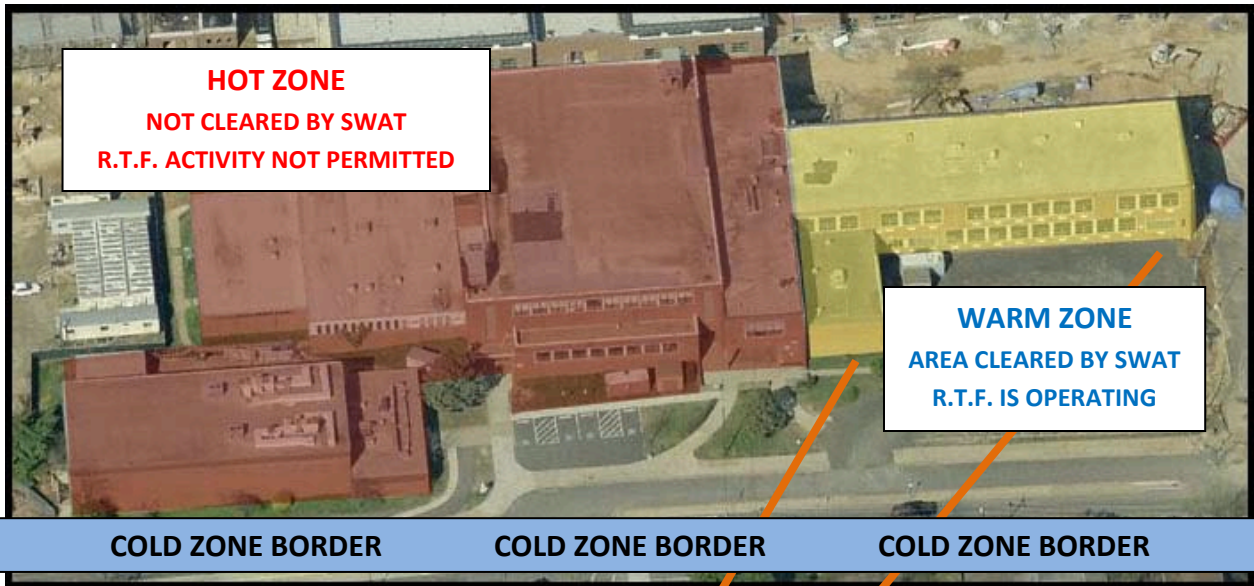 HOT ZONE
NOT CLEARED BY SWAT
R.T.F. ACTIVITY NOT PERMITTED
WARM ZONE
AREA CLEARED BY SWAT
R.T.F. IS OPERATING
COLD ZONE BORDER COLD ZONE BORDER COLD ZONE BORDER